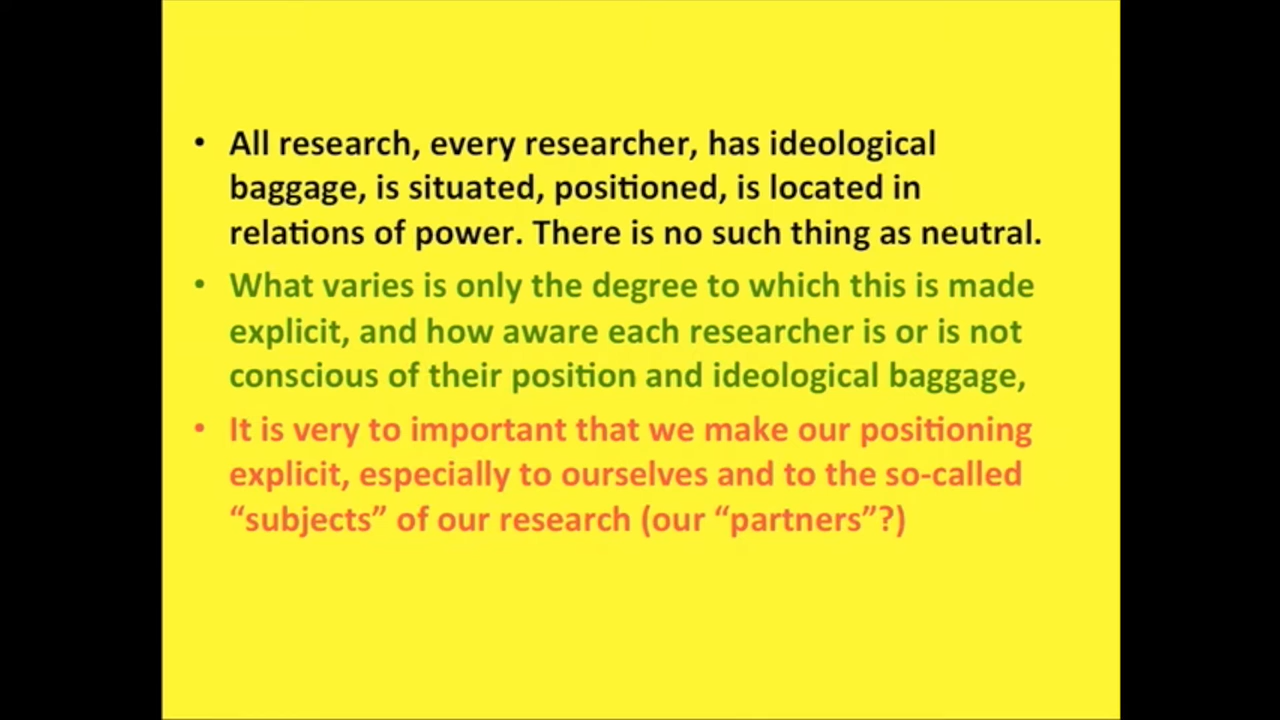 • All research, every researcher, has ideological
baggage, is situated, positioned, is located in
relations of power. There is no such thing as neutral.
• What varies is only the degree to which this is made
explicit, and how aware each researcher is or is not
conscious of their position and ideological baggage,
• It is very to important that we make our positioning
explicit, especially to ourselves and to the so-called
“subjects” of our research (our “partners”?)